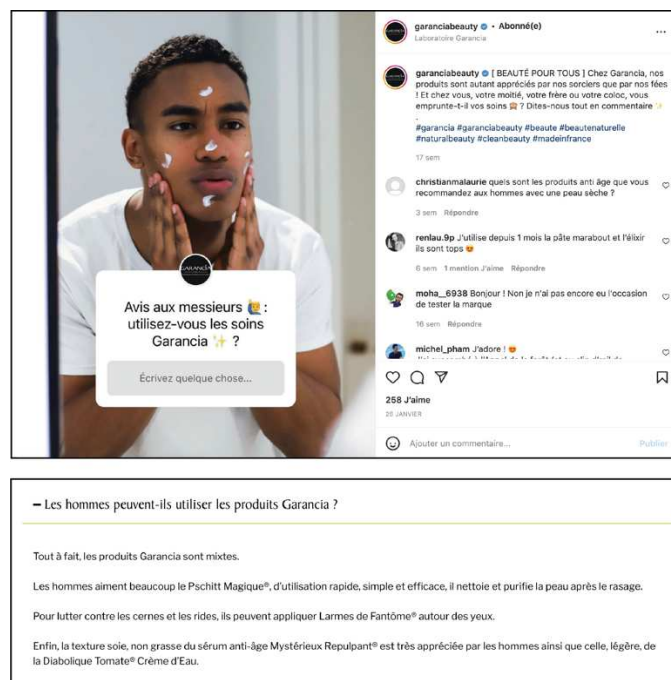 garanciabeauty • Abonné(e)
Laboratoire Garancia
garanciabeauty [ BEAUTÉ POUR TOUS ] Chez Garancia, nos
produits sont autant appréciés par nos sorciers que par nos fées
! Et chez vous, votre moitié, votre frère ou votre coloc, vous
emprunte-t-il vos soins 🙈 ? Dites-nous tout en commentaire ✨
.
#garancia #garanciabeauty #beaute #beautenaturelle
#naturalbeauty #cleanbeauty #madeinfrance
17 sem
christianmalaurie quels sont les produits anti âge que vous
recommandez aux hommes avec une peau sèche ?
3 sem Répondre
renlau.9p J'utilise depuis 1 mois la pâte marabout et l'élixir
ils sont tops 😍
6 sem 1 mention J'aime Répondre
moha__6938 Bonjour ! Non je n'ai pas encore eu l'occasion
de tester la marque
16 sem Répondre
michel_pham J'adore ! 😍
258 J'aime
26 JANVIER
Ajouter un commentaire... Publier
GARANCIA
Avis aux messieurs 🙋‍♂️ :
utilisez-vous les soins
Garancia ✨ ?
Écrivez quelque chose...
– Les hommes peuvent-ils utiliser les produits Garancia ?
Tout à fait, les produits Garancia sont mixtes.
Les hommes aiment beaucoup le Pschitt Magique®, d'utilisation rapide, simple et efficace, il nettoie et purifie la peau après le rasage.
Pour lutter contre les cernes et les rides, ils peuvent appliquer Larmes de Fantôme® autour des yeux.
Enfin, la texture soie, non grasse du sérum anti-âge Mystérieux Repulpant® est très appréciée par les hommes ainsi que celle, légère, de
la Diabolique Tomate® Crème d'Eau.